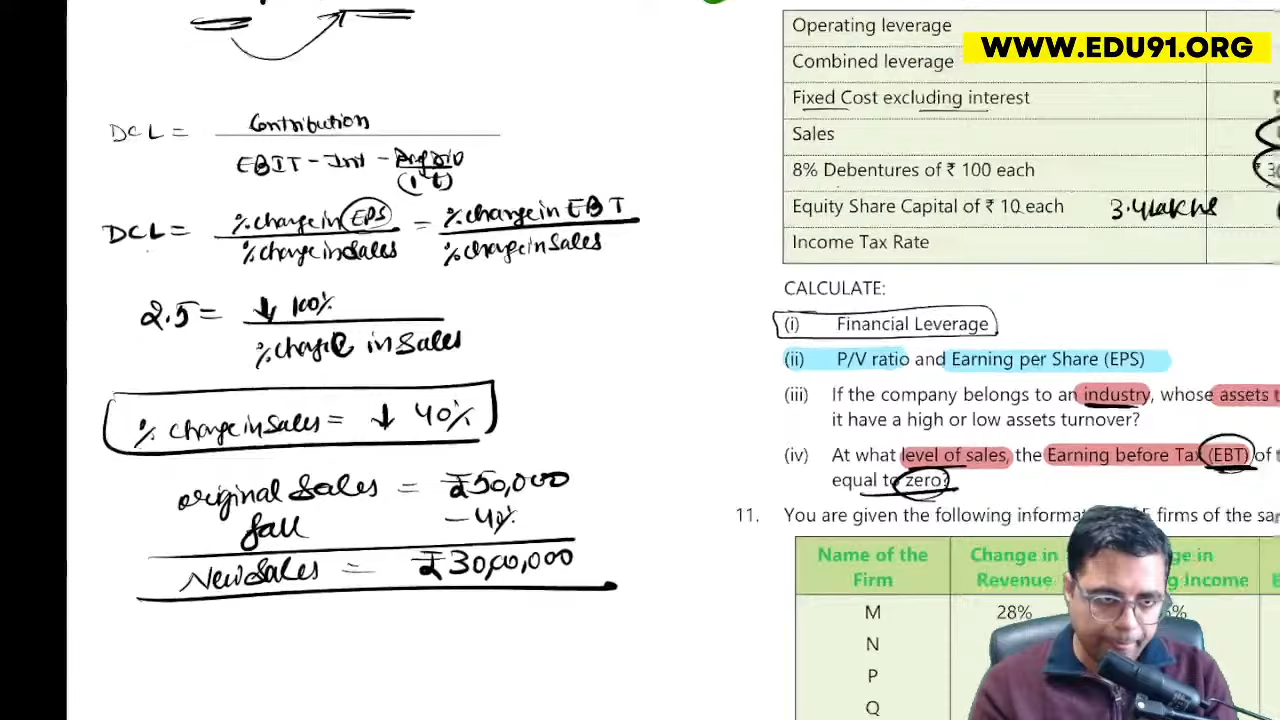 WWW.EDU91.ORG
DCL = Contribution
EBIT - Int -
DCL = % change in EPS = % change in EBT
% change in Sales % change in Sales
2.5 = ↓ 100%
% change in Sales
% change in Sales = ↓ 40%
original Sales = ₹50,000
fall - 40%
New Sales = ₹30,00,000
Operating leverage
Combined leverage
Fixed Cost excluding interest
Sales
8% Debentures of ₹ 100 each
Equity Share Capital of ₹ 10 each 3.4 lakhs
Income Tax Rate
CALCULATE:
(i) Financial Leverage
(ii) P/V ratio and Earning per Share (EPS)
(iii) If the company belongs to an industry, whose assets
it have a high or low assets turnover?
(iv) At what level of sales, the Earning before Tax (EBT) of
equal to zero?
11. You are given the following firms of the
Name of the Change in
Firm Revenue Income
M 28%
N
P
Q